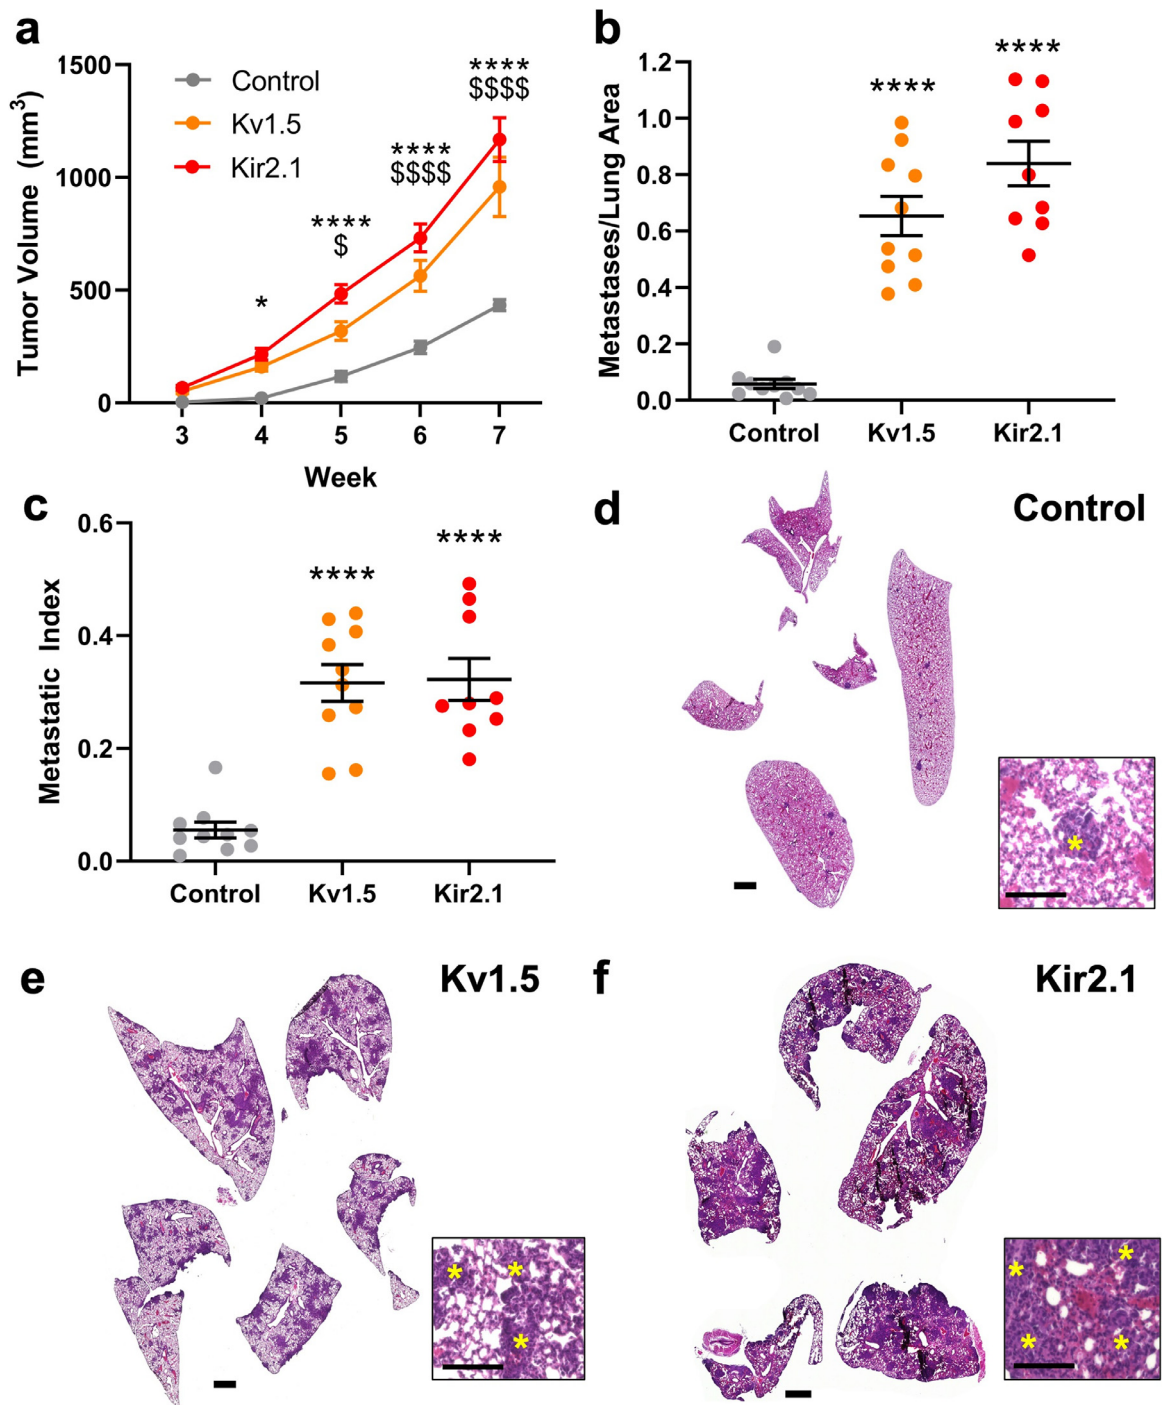 a
1500
1000
500
0
Tumor Volume (mm³)
Control
Kv1.5
Kir2.1
*
****
$
****
$$$$
****
$$$$
3 4 5 6 7
Week
b
1.2
1.0
0.8
0.6
0.4
0.2
0.0
Metastases/Lung Area
****
****
Control Kv1.5 Kir2.1
c
0.6
0.4
0.2
0.0
Metastatic Index
****
****
Control Kv1.5 Kir2.1
d
Control
*
e
Kv1.5
* *
*
f
Kir2.1
* *
* *